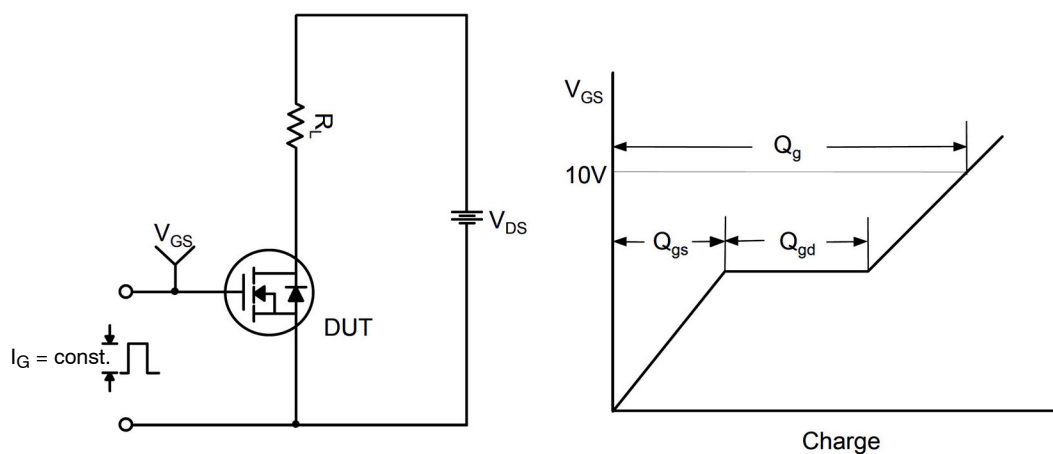 R_L
V_DS
V_GS
DUT
I_G = const.
V_GS
Q_g
10V
Q_gs
Q_gd
Charge